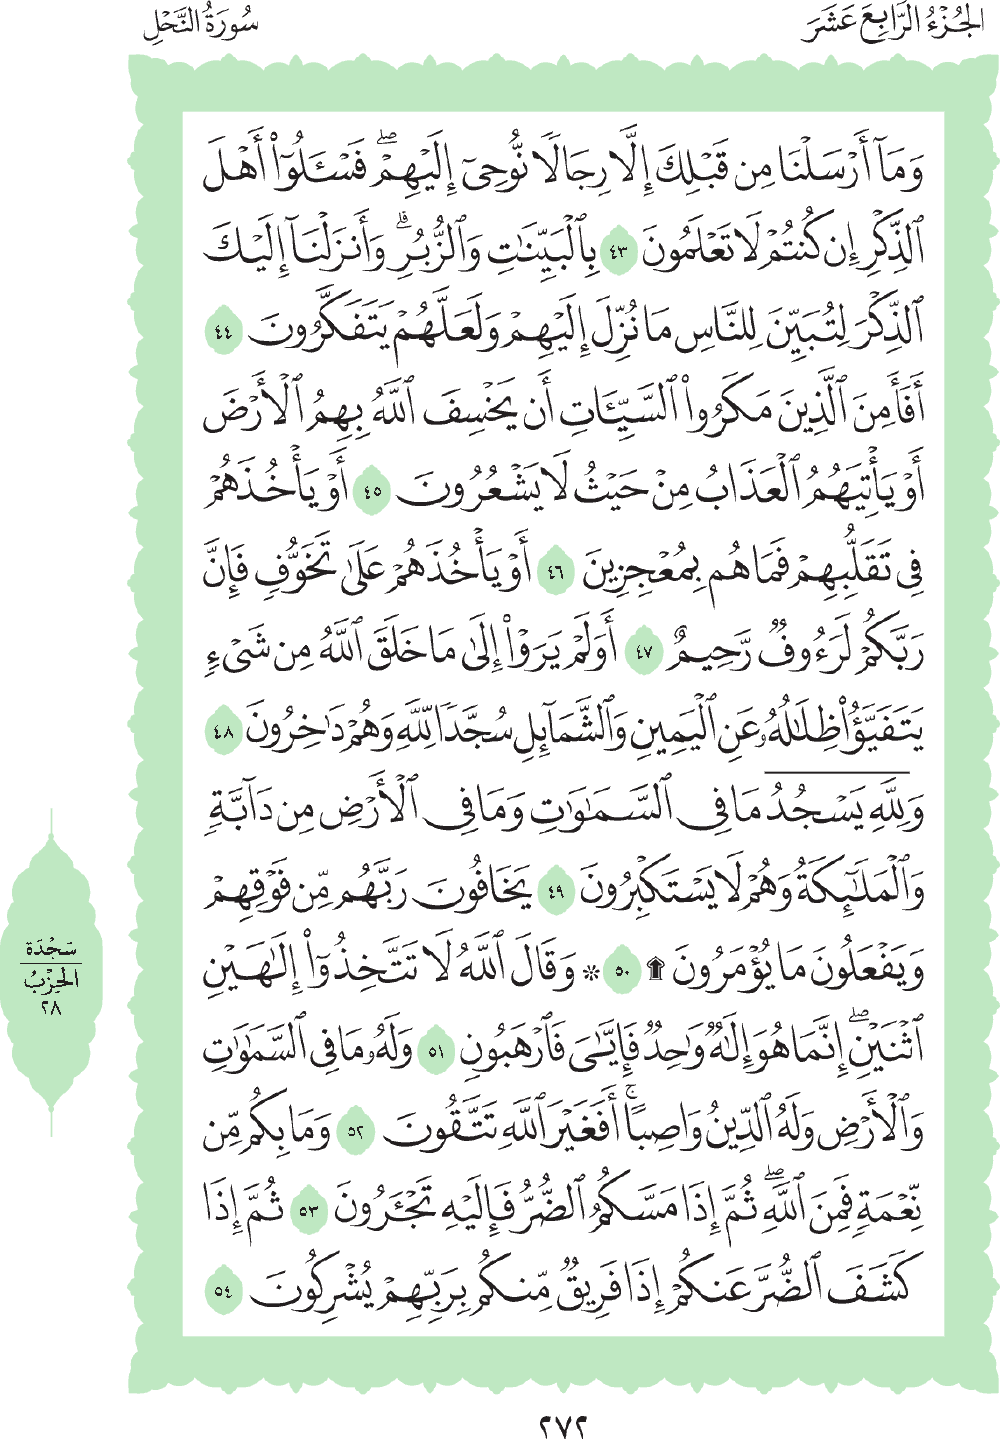 الجُزْءُ الرَّابِعَ عَشَرَ
سُورَةُ النَّحْلِ
وَمَآ أَرْسَلْنَا مِن قَبْلِكَ إِلَّا رِجَالًا نُّوحِىٓ إِلَيْهِمْۖ فَسْـَٔلُوٓا۟ أَهْلَ
ٱلذِّكْرِ إِن كُنتُمْ لَا تَعْلَمُونَ ٤٣ بِٱلْبَيِّنَٰتِ وَٱلزُّبُرِۗ وَأَنزَلْنَآ إِلَيْكَ
ٱلذِّكْرَ لِتُبَيِّنَ لِلنَّاسِ مَا نُزِّلَ إِلَيْهِمْ وَلَعَلَّهُمْ يَتَفَكَّرُونَ ٤٤
أَفَأَمِنَ ٱلَّذِينَ مَكَرُوا۟ ٱلسَّيِّـَٔاتِ أَن يَخْسِفَ ٱللَّهُ بِهِمُ ٱلْأَرْضَ
أَوْ يَأْتِيَهُمُ ٱلْعَذَابُ مِنْ حَيْثُ لَا يَشْعُرُونَ ٤٥ أَوْ يَأْخُذَهُمْ
فِى تَقَلُّبِهِمْ فَمَا هُم بِمُعْجِزِينَ ٤٦ أَوْ يَأْخُذَهُمْ عَلَىٰ تَخَوُّفٍ فَإِنَّ
رَبَّكُمْ لَرَءُوفٌ رَّحِيمٌ ٤٧ أَوَلَمْ يَرَوْا۟ إِلَىٰ مَا خَلَقَ ٱللَّهُ مِن شَىْءٍ
يَتَفَيَّؤُا۟ ظِلَٰلُهُۥ عَنِ ٱلْيَمِينِ وَٱلشَّمَآئِلِ سُجَّدًا لِّلَّهِ وَهُمْ دَٰخِرُونَ ٤٨
وَلِلَّهِ يَسْجُدُ مَا فِى ٱلسَّمَٰوَٰتِ وَمَا فِى ٱلْأَرْضِ مِن دَآبَّةٍ
وَٱلْمَلَٰٓئِكَةُ وَهُمْ لَا يَسْتَكْبِرُونَ ٤٩ يَخَافُونَ رَبَّهُم مِّن فَوْقِهِمْ
وَيَفْعَلُونَ مَا يُؤْمَرُونَ ۩ ٥٠ ۞ وَقَالَ ٱللَّهُ لَا تَتَّخِذُوٓا۟ إِلَٰهَيْنِ
ٱثْنَيْنِۖ إِنَّمَا هُوَ إِلَٰهٌ وَٰحِدٌ فَإِيَّٰىَ فَٱرْهَبُونِ ٥١ وَلَهُۥ مَا فِى ٱلسَّمَٰوَٰتِ
وَٱلْأَرْضِ وَلَهُ ٱلدِّينُ وَاصِبًاۚ أَفَغَيْرَ ٱللَّهِ تَتَّقُونَ ٥٢ وَمَا بِكُم مِّن
نِّعْمَةٍ فَمِنَ ٱللَّهِۖ ثُمَّ إِذَا مَسَّكُمُ ٱلضُّرُّ فَإِلَيْهِ تَجْـَٔرُونَ ٥٣ ثُمَّ إِذَا
كَشَفَ ٱلضُّرَّ عَنكُمْ إِذَا فَرِيقٌ مِّنكُم بِرَبِّهِمْ يُشْرِكُونَ ٥٤
سَجْدَة
الحِزْبُ
٢٨
٢٧٢